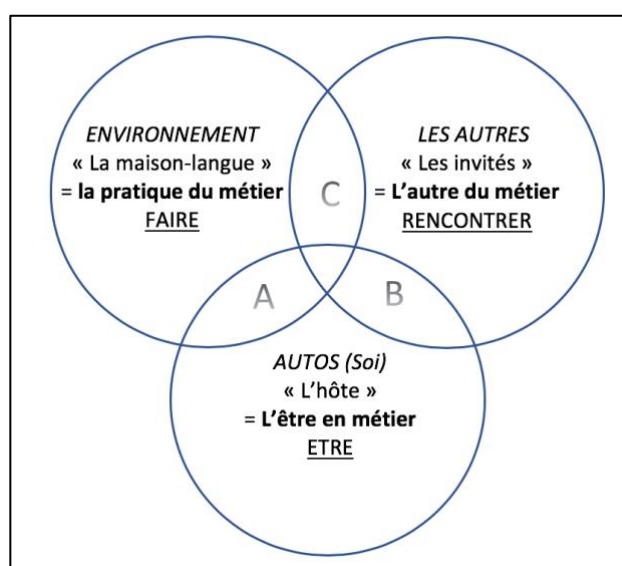 ENVIRONNEMENT
« La maison-langue »
= la pratique du métier
FAIRE
LES AUTRES
« Les invités »
= L’autre du métier
RENCONTRER
C
A
B
AUTOS (Soi)
« L’hôte »
= L’être en métier
ETRE